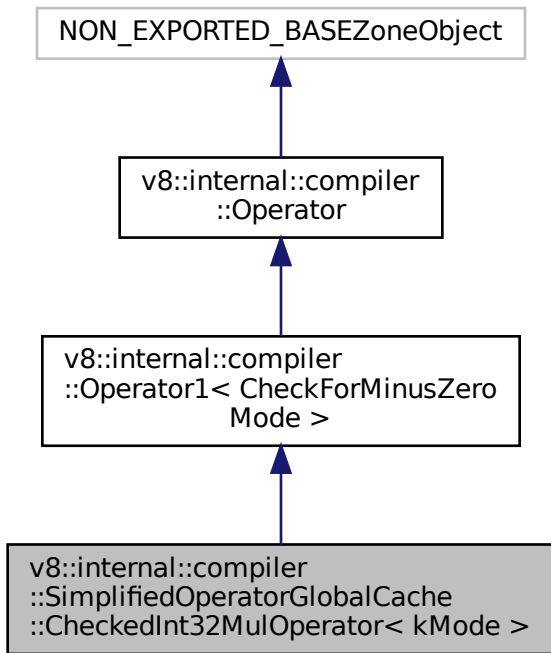 NON_EXPORTED_BASEZoneObject
v8::internal::compiler
::Operator
v8::internal::compiler
::Operator1< CheckForMinusZero
Mode >
v8::internal::compiler
::SimplifiedOperatorGlobalCache
::CheckedInt32MulOperator< kMode >